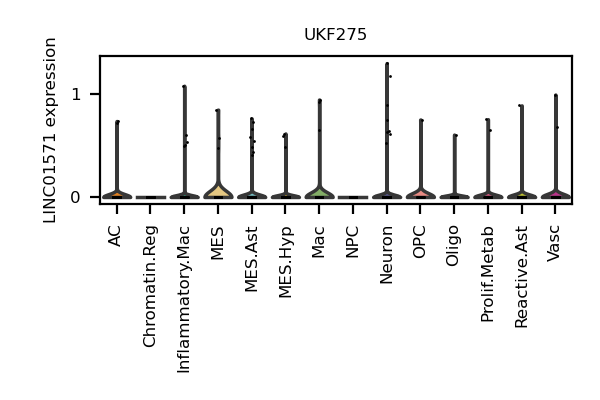 UKF275
LINC01571 expression
1
0
AC
Chromatin.Reg
Inflammatory.Mac
MES
MES.Ast
MES.Hyp
Mac
NPC
Neuron
OPC
Oligo
Prolif.Metab
Reactive.Ast
Vasc